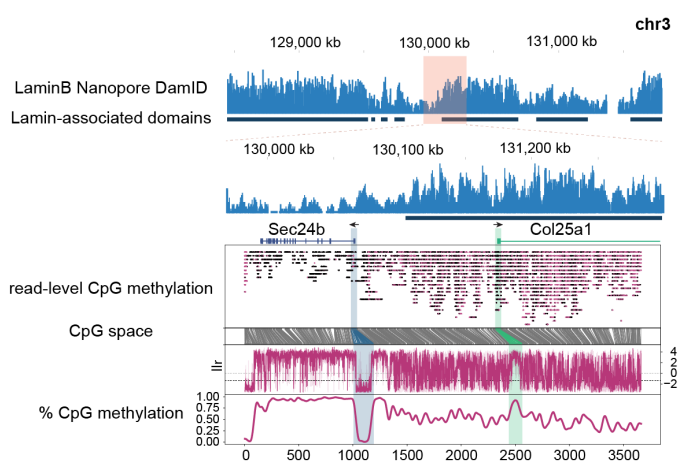 chr3
129,000 kb 130,000 kb 131,000 kb
LaminB Nanopore DamID
Lamin-associated domains
130,000 kb 130,100 kb 131,200 kb
Sec24b Col25a1
read-level CpG methylation
CpG space
llr
4
2
0
−2
% CpG methylation
1.00
0.75
0.50
0.25
0.00
0 500 1000 1500 2000 2500 3000 3500